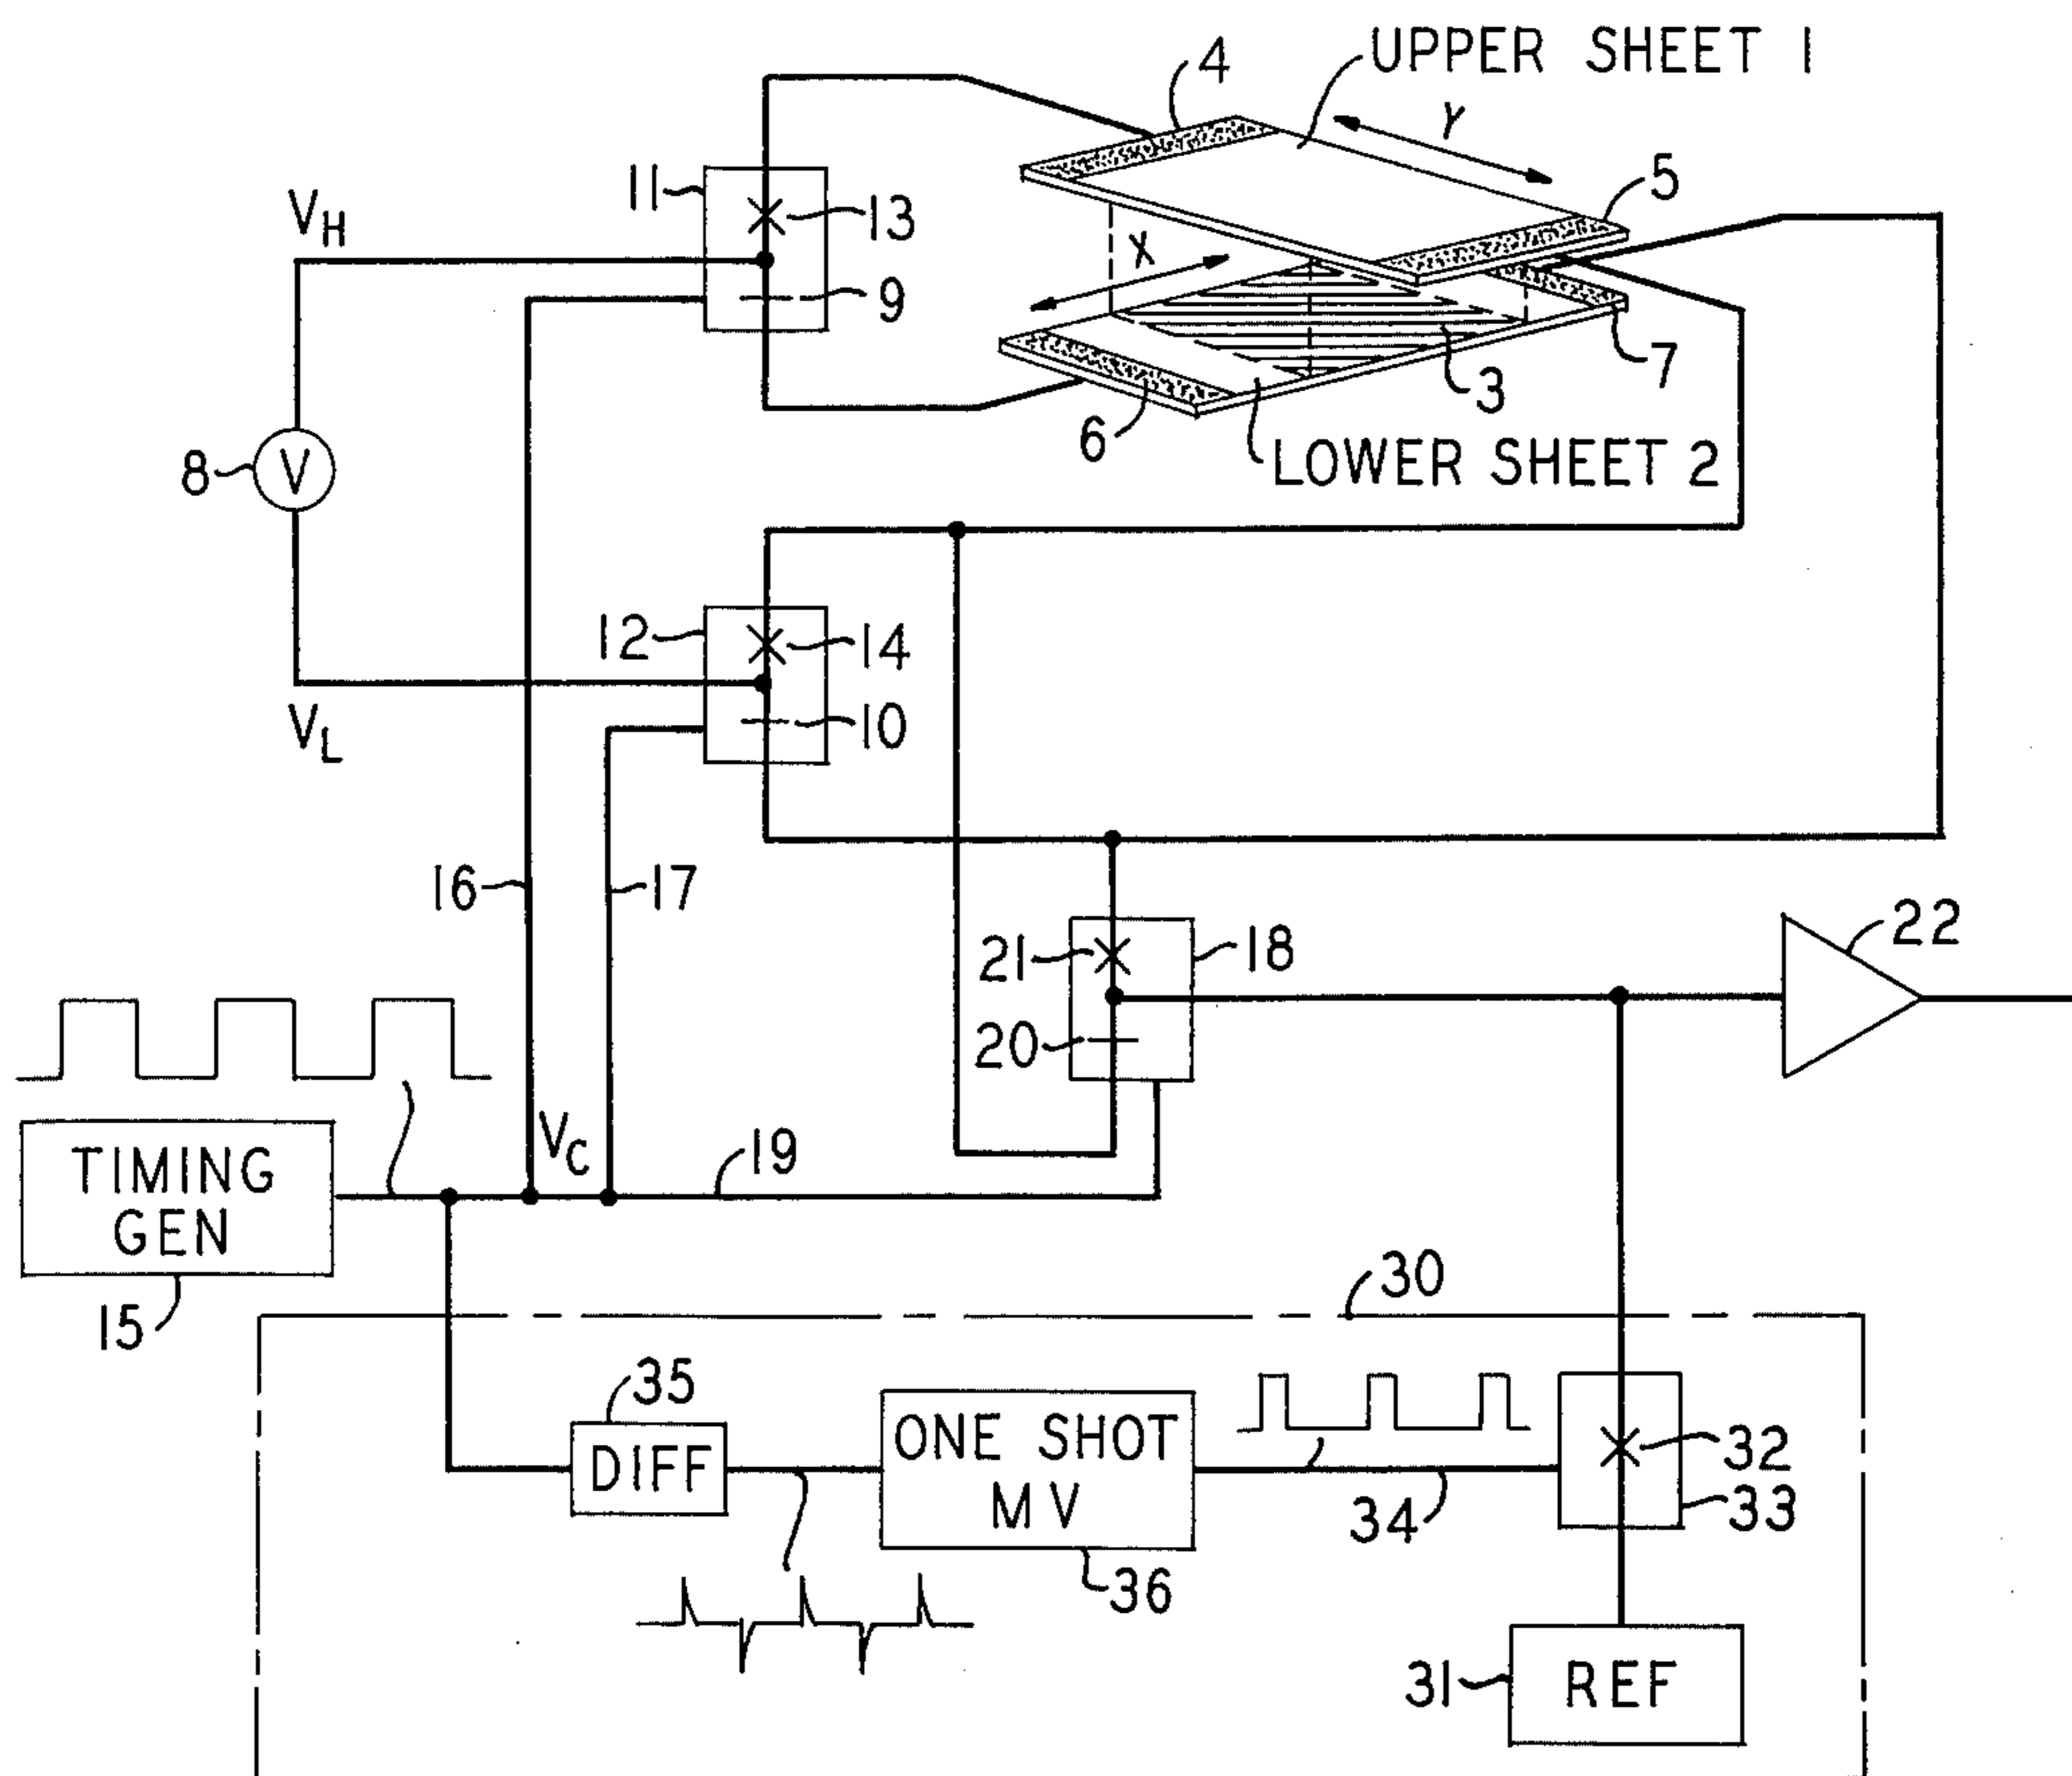 UPPER SHEET 1
4
Y
5
11
13
VH
X
9
7
3
6
LOWER SHEET 2
8
V
12
14
10
VL
16
17
22
21
18
20
VC
19
TIMING
GEN
15
30
35
DIFF
ONE SHOT
MV
32
33
34
36
31
REF